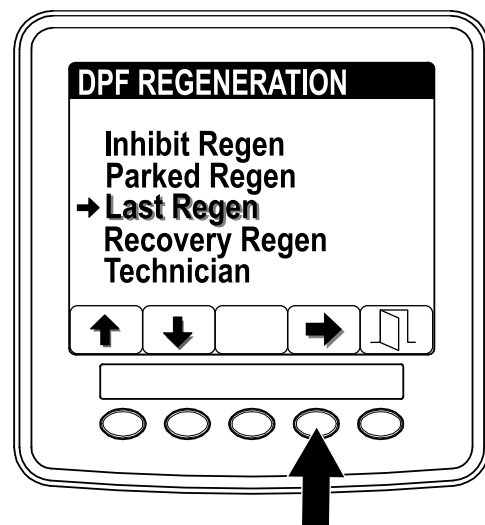 DPF REGENERATION
Inhibit Regen
Parked Regen
Last Regen
Recovery Regen
Technician